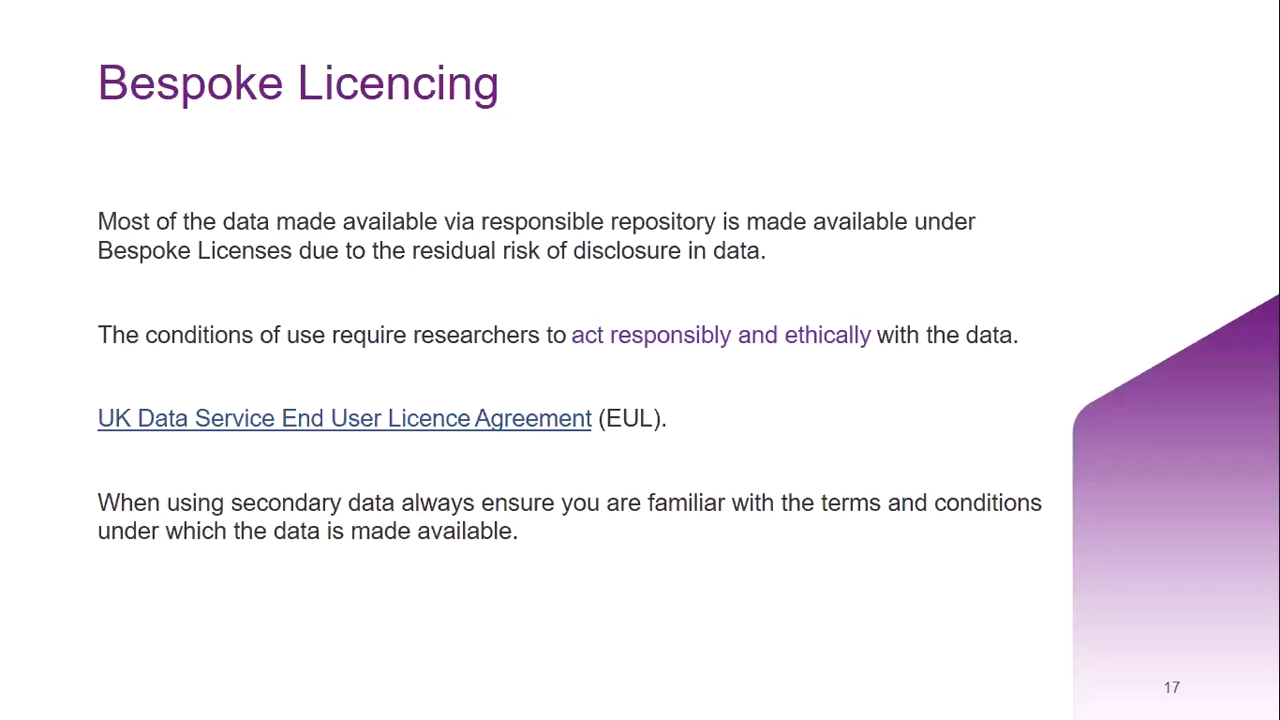 Bespoke Licencing
Most of the data made available via responsible repository is made available under
Bespoke Licenses due to the residual risk of disclosure in data.
The conditions of use require researchers to act responsibly and ethically with the data.
UK Data Service End User Licence Agreement (EUL).
When using secondary data always ensure you are familiar with the terms and conditions
under which the data is made available.
17